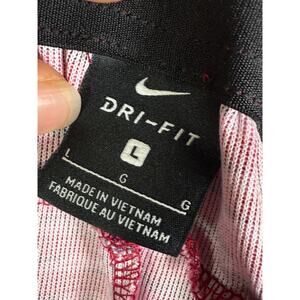 DRI-FIT
L
L G G
MADE IN VIETNAM
FABRIQUE AU VIETNAM